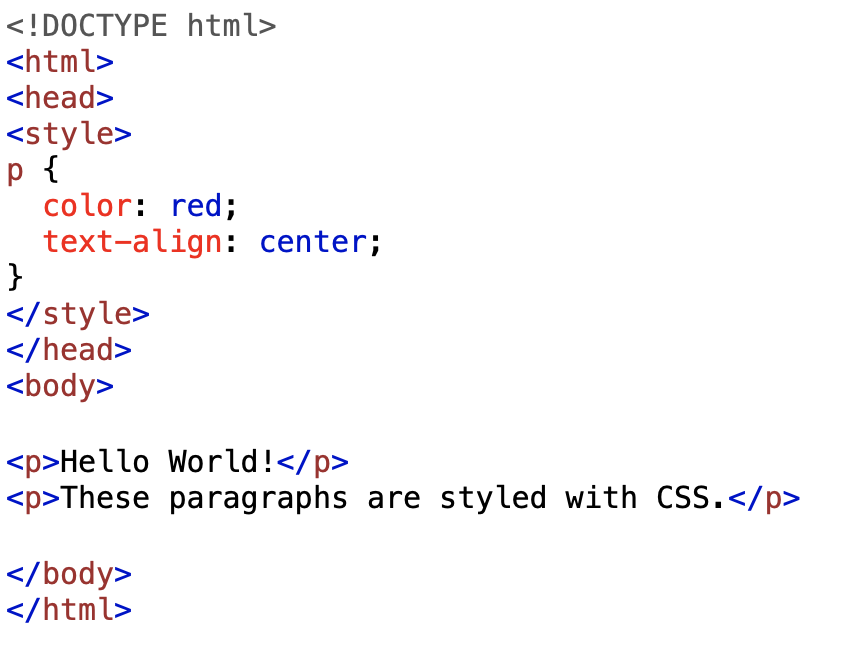 <!DOCTYPE html>
<html>
<head>
<style>
p {
  color: red;
  text-align: center;
}
</style>
</head>
<body>

<p>Hello World!</p>
<p>These paragraphs are styled with CSS.</p>

</body>
</html>